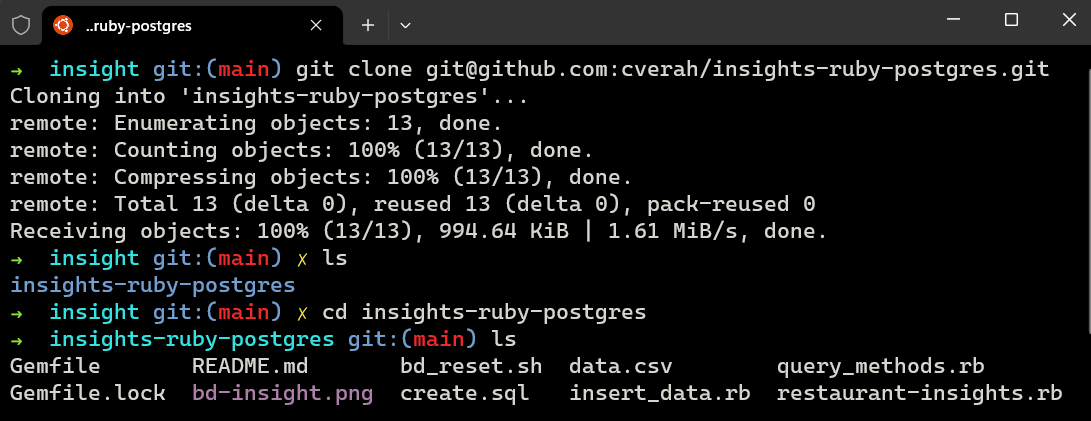 ..ruby-postgres
→ insight git:(main) git clone git@github.com:cverah/insights-ruby-postgres.git
Cloning into 'insights-ruby-postgres'...
remote: Enumerating objects: 13, done.
remote: Counting objects: 100% (13/13), done.
remote: Compressing objects: 100% (13/13), done.
remote: Total 13 (delta 0), reused 13 (delta 0), pack-reused 0
Receiving objects: 100% (13/13), 994.64 KiB | 1.61 MiB/s, done.
→ insight git:(main) ✗ ls
insights-ruby-postgres
→ insight git:(main) ✗ cd insights-ruby-postgres
→ insights-ruby-postgres git:(main) ls
Gemfile README.md bd_reset.sh data.csv query_methods.rb
Gemfile.lock bd-insight.png create.sql insert_data.rb restaurant-insights.rb